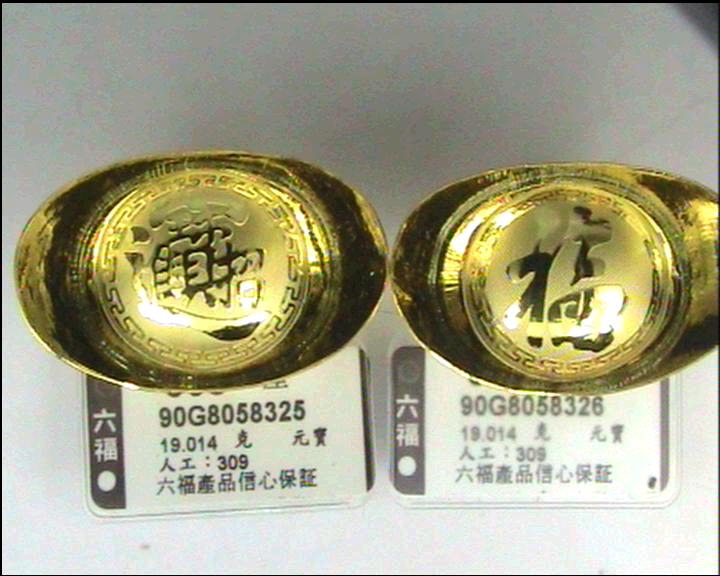 招財進寶
福
六福
90G8058325
19.014 克 元寶
人工：309
六福產品信心保証
六福
90G8058326
19.014 克 元寶
人工：309
六福產品信心保証